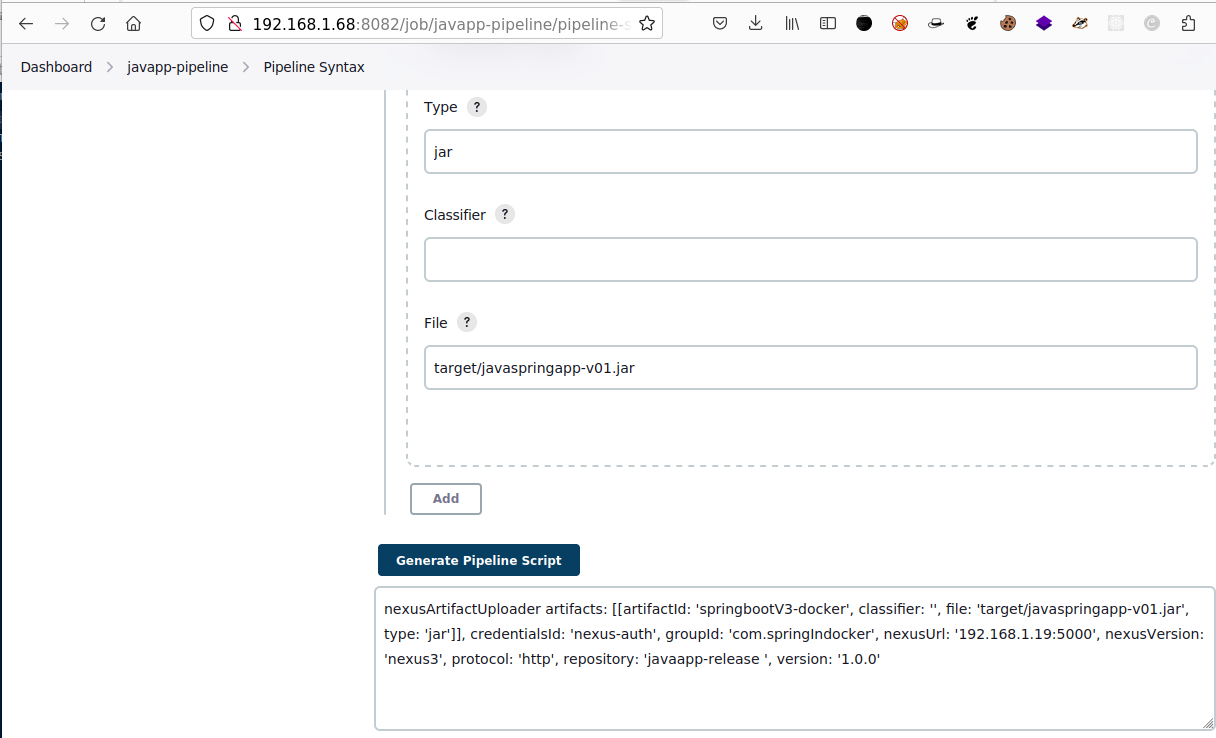 192.168.1.68:8082/job/javapp-pipeline/pipeline-s
Dashboard > javapp-pipeline > Pipeline Syntax
Type ?
jar
Classifier ?
File ?
target/javaspringapp-v01.jar
Add
Generate Pipeline Script
nexusArtifactUploader artifacts: [[artifactId: 'springbootV3-docker', classifier: '', file: 'target/javaspringapp-v01.jar',
type: 'jar']], credentialsId: 'nexus-auth', groupId: 'com.springIndocker', nexusUrl: '192.168.1.19:5000', nexusVersion:
'nexus3', protocol: 'http', repository: 'javaapp-release ', version: '1.0.0'